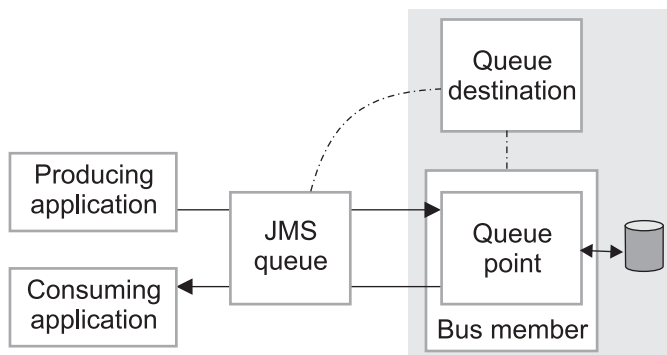 Queue
destination
Producing
application
JMS
queue
Queue
point
Consuming
application
Bus member